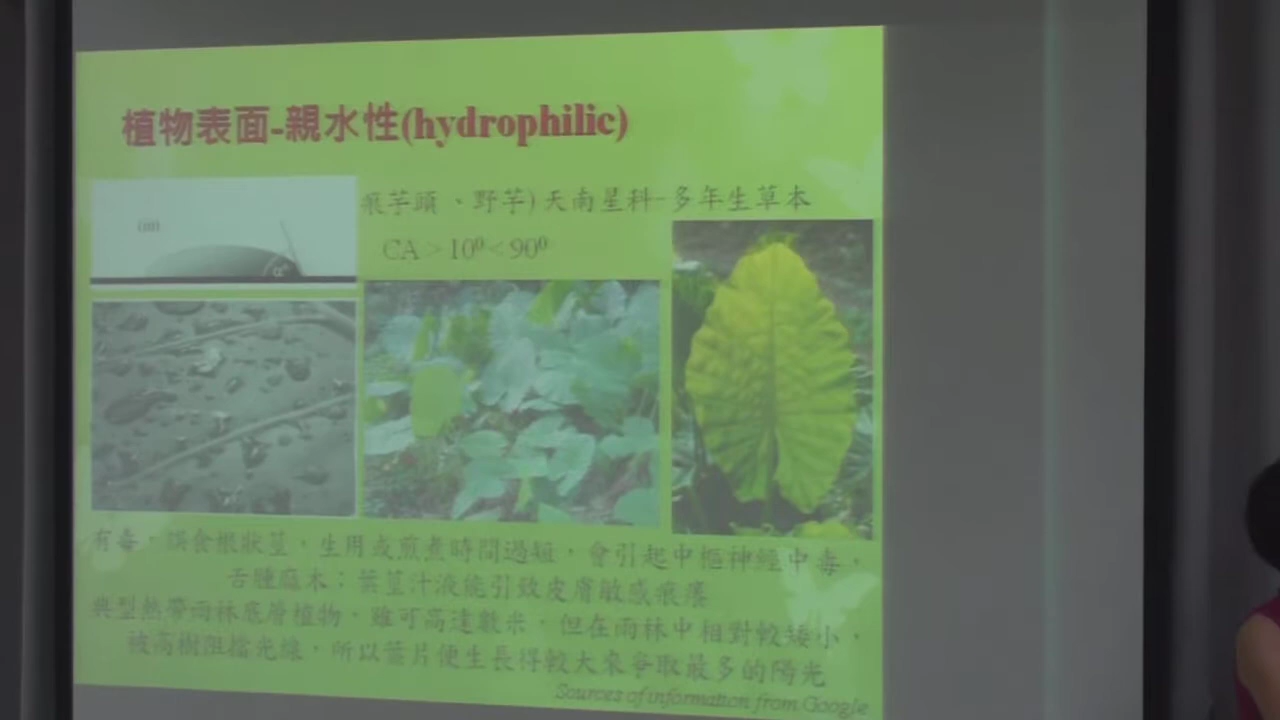 植物表面-親水性(hydrophilic)
痕芋頭、野芋)天南星科-多年生草本
(m)
CA > 10⁰ < 90⁰
有毒。誤食根狀莖，生用或煎煮時間過短，會引起中樞神經中毒，
舌腫麻木；葉莖汁液能引致皮膚敏感痕癢
典型熱帶雨林底層植物，雖可高達數米，但在雨林中相對較矮小，
被高樹阻擋光線，所以葉片便生長得較大來爭取最多的陽光
Sources of information from Google